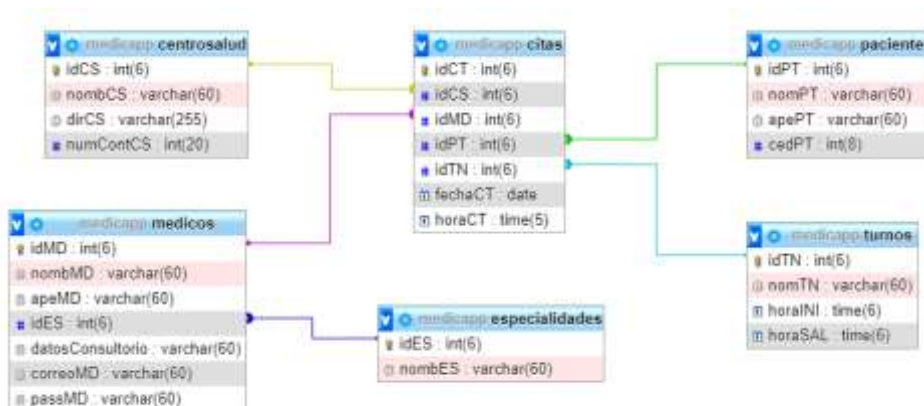 medicapp centrosalud
idCS : int(6)
nombCS : varchar(60)
dirCS : varchar(255)
numContCS : int(20)
medicapp citas
idCT : int(6)
idCS : int(6)
idMD : int(6)
idPT : int(6)
idTN : int(6)
fechaCT : date
horaCT : time(5)
medicapp paciente
idPT : int(6)
nomPT : varchar(60)
apePT : varchar(60)
cedPT : int(8)
medicapp medicos
idMD : int(6)
nombMD : varchar(60)
apeMD : varchar(60)
idES : int(6)
datosConsultorio : varchar(60)
correoMD : varchar(60)
passMD : varchar(60)
medicapp especialidades
idES : int(6)
nombES : varchar(60)
medicapp turnos
idTN : int(6)
nomTN : varchar(60)
horaINI : time(6)
horaSAL : time(6)